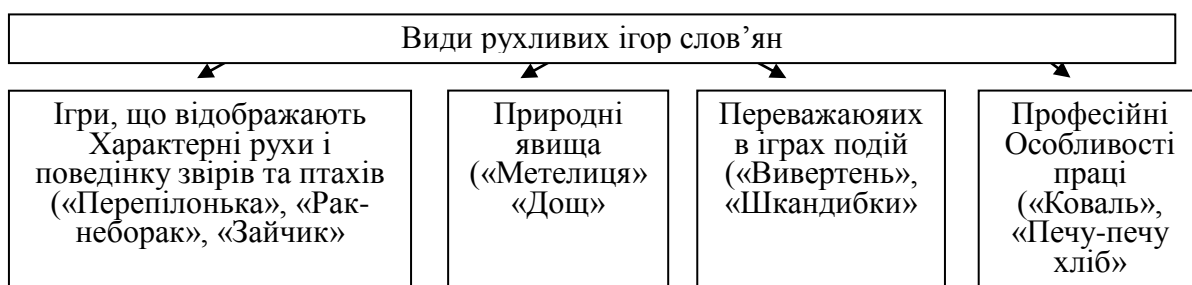 Види рухливих ігор слов’ян
Ігри, що відображають
Характерні рухи і
поведінку звірів та птахів
(«Перепілонька», «Рак-
неборак», «Зайчик»
Природні
явища
(«Метелиця»
«Дощ»
Переважаюяих
в іграх подій
(«Вивертень»,
«Шкандибки»
Професійні
Особливості
праці
(«Коваль»,
«Печу-печу
хліб»